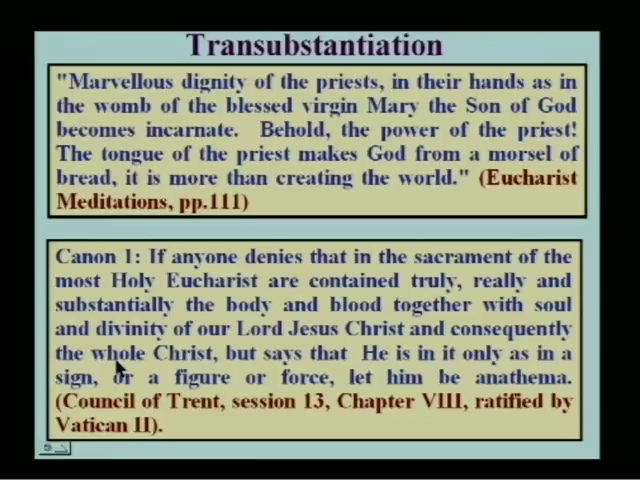 Transubstantiation
"Marvellous dignity of the priests, in their hands as in
the womb of the blessed virgin Mary the Son of God
becomes incarnate. Behold, the power of the priest!
The tongue of the priest makes God from a morsel of
bread, it is more than creating the world." (Eucharist
Meditations, pp.111)
Canon 1: If anyone denies that in the sacrament of the
most Holy Eucharist are contained truly, really and
substantially the body and blood together with soul
and divinity of our Lord Jesus Christ and consequently
the whole Christ, but says that He is in it only as in a
sign, or a figure or force, let him be anathema.
(Council of Trent, session 13, Chapter VIII, ratified by
Vatican II).